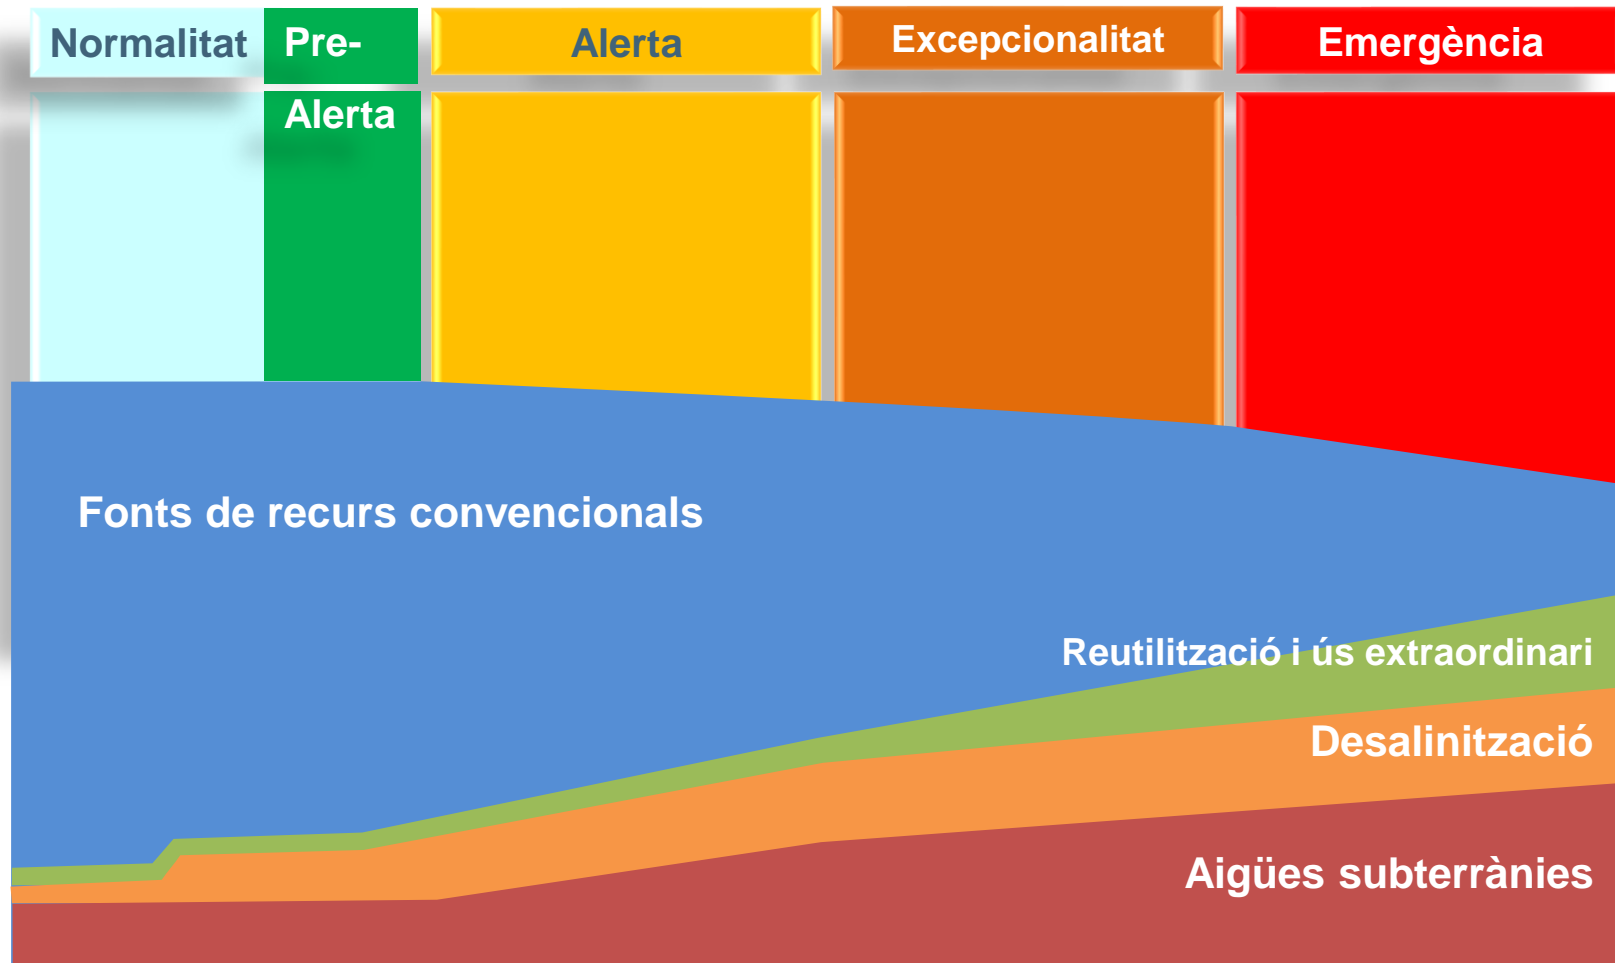 Normalitat
Pre-
Alerta
Alerta
Excepcionalitat
Emergència
Fonts de recurs convencionals
Reutilització i ús extraordinari
Desalinització
Aigües subterrànies